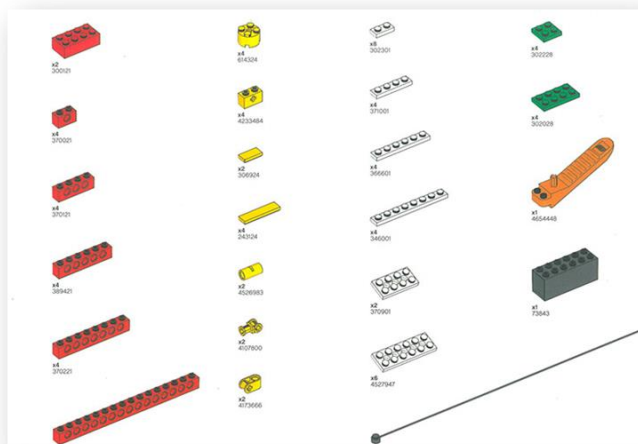 x2
300121
x4
370021
x4
370121
x4
389421
x4
370221
x4
614324
x4
4233484
x2
306924
x4
243124
x2
4526983
x2
4107800
x2
4173666
x8
302301
x4
371001
x4
366601
x4
346001
x2
370901
x6
4527947
x4
302228
x4
302028
x1
4654448
x1
73843